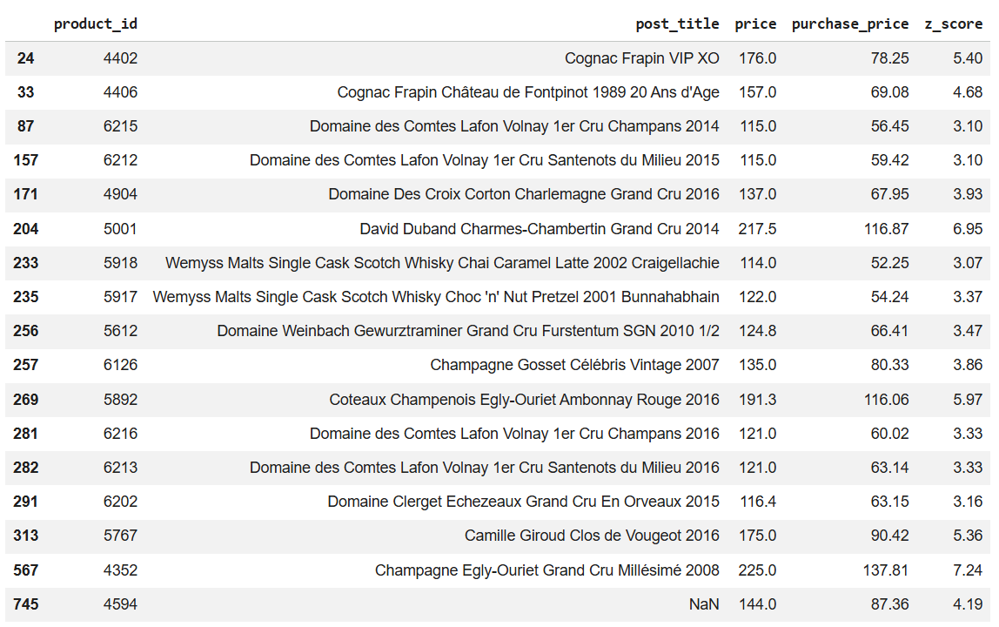 product_id post_title price purchase_price z_score
24 4402 Cognac Frapin VIP XO 176.0 78.25 5.40
33 4406 Cognac Frapin Château de Fontpinot 1989 20 Ans d'Age 157.0 69.08 4.68
87 6215 Domaine des Comtes Lafon Volnay 1er Cru Champans 2014 115.0 56.45 3.10
157 6212 Domaine des Comtes Lafon Volnay 1er Cru Santenots du Milieu 2015 115.0 59.42 3.10
171 4904 Domaine Des Croix Corton Charlemagne Grand Cru 2016 137.0 67.95 3.93
204 5001 David Duband Charmes-Chambertin Grand Cru 2014 217.5 116.87 6.95
233 5918 Wemyss Malts Single Cask Scotch Whisky Chai Caramel Latte 2002 Craigellachie 114.0 52.25 3.07
235 5917 Wemyss Malts Single Cask Scotch Whisky Choc 'n' Nut Pretzel 2001 Bunnahabhain 122.0 54.24 3.37
256 5612 Domaine Weinbach Gewurztraminer Grand Cru Furstentum SGN 2010 1/2 124.8 66.41 3.47
257 6126 Champagne Gosset Célébris Vintage 2007 135.0 80.33 3.86
269 5892 Coteaux Champenois Egly-Ouriet Ambonnay Rouge 2016 191.3 116.06 5.97
281 6216 Domaine des Comtes Lafon Volnay 1er Cru Champans 2016 121.0 60.02 3.33
282 6213 Domaine des Comtes Lafon Volnay 1er Cru Santenots du Milieu 2016 121.0 63.14 3.33
291 6202 Domaine Clerget Echezeaux Grand Cru En Orveaux 2015 116.4 63.15 3.16
313 5767 Camille Giroud Clos de Vougeot 2016 175.0 90.42 5.36
567 4352 Champagne Egly-Ouriet Grand Cru Millésimé 2008 225.0 137.81 7.24
745 4594 NaN 144.0 87.36 4.19